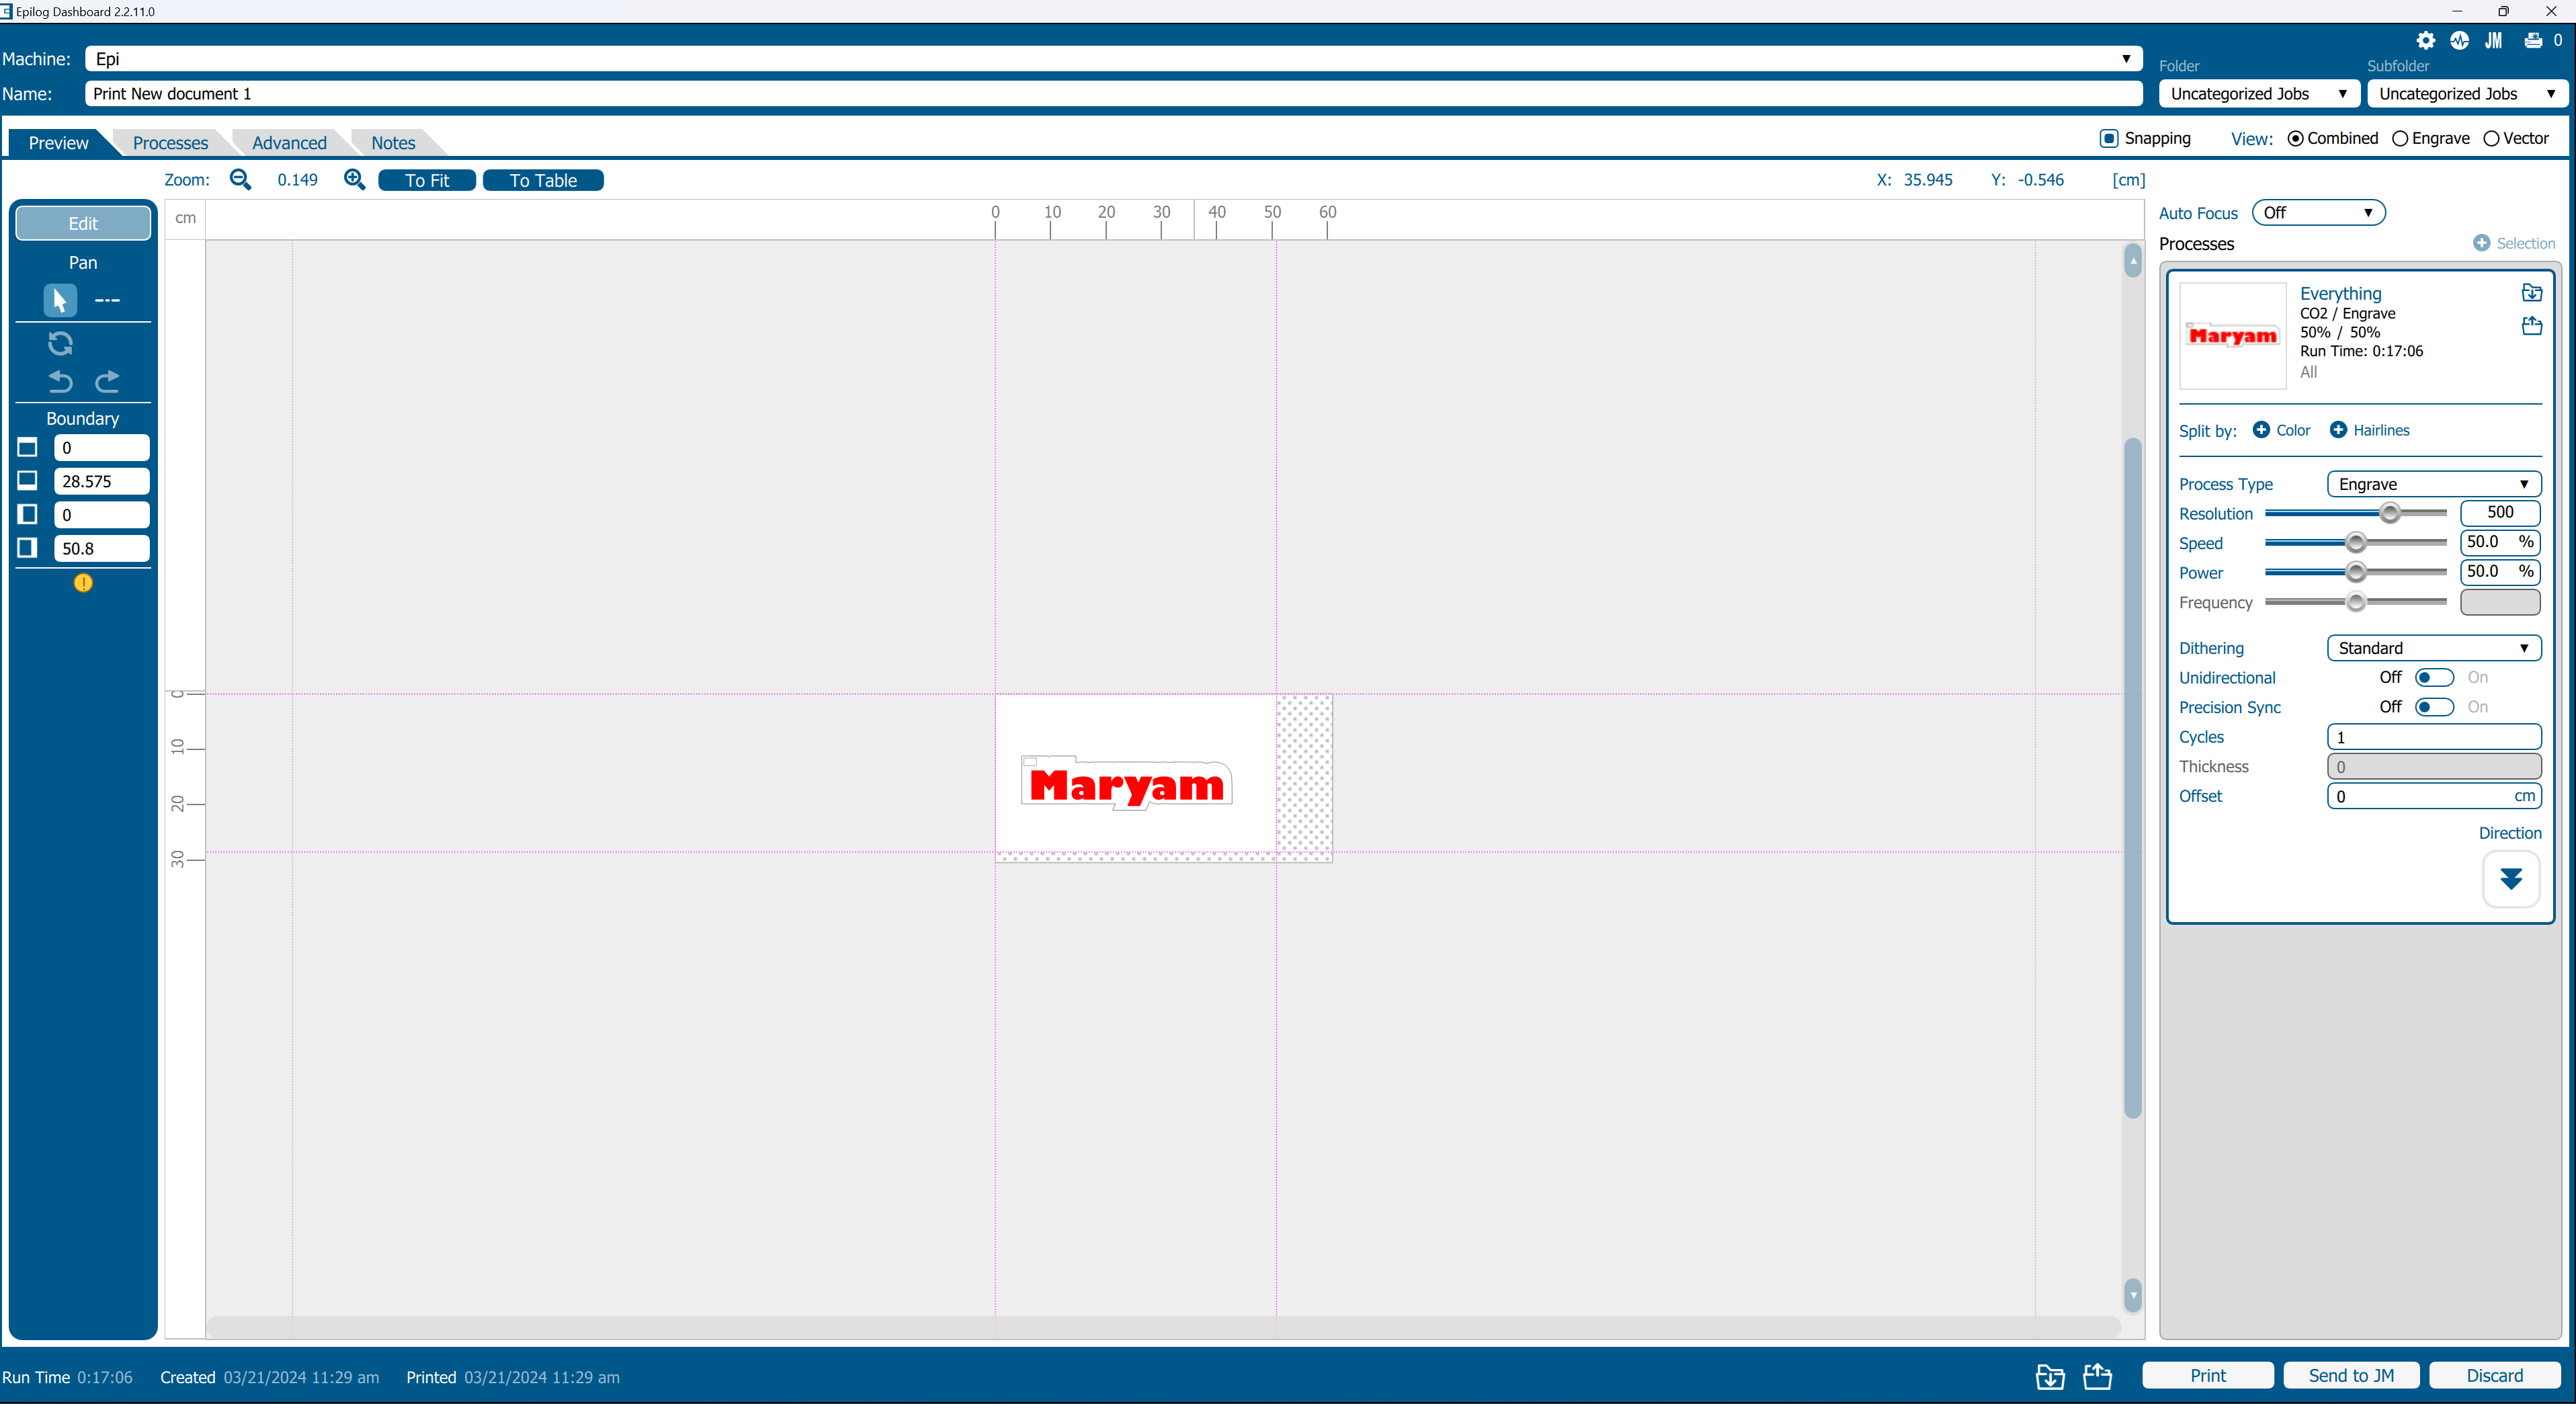 Epilog Dashboard 2.2.11.0
Machine: Epi
JM 0
Folder Subfolder
Name: Print New document 1
Uncategorized Jobs Uncategorized Jobs
Preview Processes Advanced Notes
Snapping View: Combined Engrave Vector
Zoom: 0.149 To Fit To Table
X: 35.945 Y: -0.546 [cm]
Edit
Pan
Boundary
0
28.575
0
50.8
cm
0 10 20 30 40 50 60
0
10
20
30
Maryam
Auto Focus Off
Processes Selection
Maryam
Everything
CO2 / Engrave
50% / 50%
Run Time: 0:17:06
All
Split by: Color Hairlines
Process Type Engrave
Resolution 500
Speed 50.0 %
Power 50.0 %
Frequency
Dithering Standard
Unidirectional Off On
Precision Sync Off On
Cycles 1
Thickness 0
Offset 0 cm
Direction
Run Time 0:17:06 Created 03/21/2024 11:29 am Printed 03/21/2024 11:29 am
Print Send to JM Discard